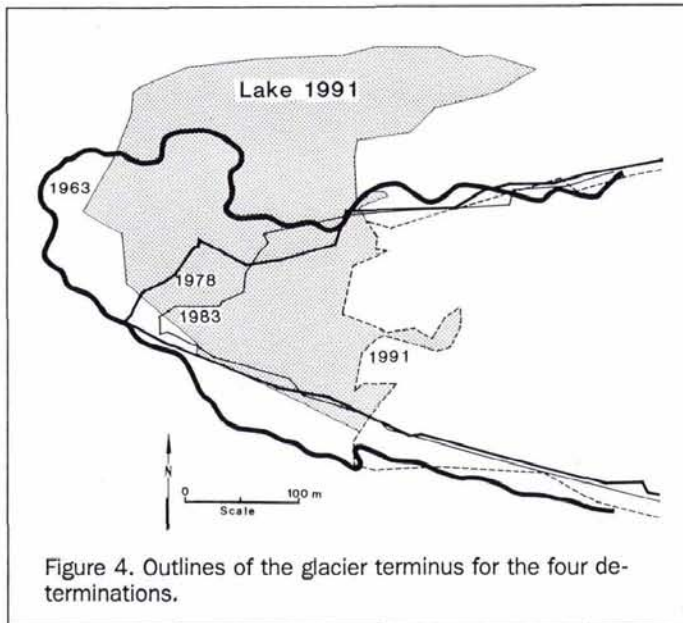 Lake 1991
1963
1978
1983
1991
N
0 100 m
Scale
Figure 4. Outlines of the glacier terminus for the four de-
terminations.